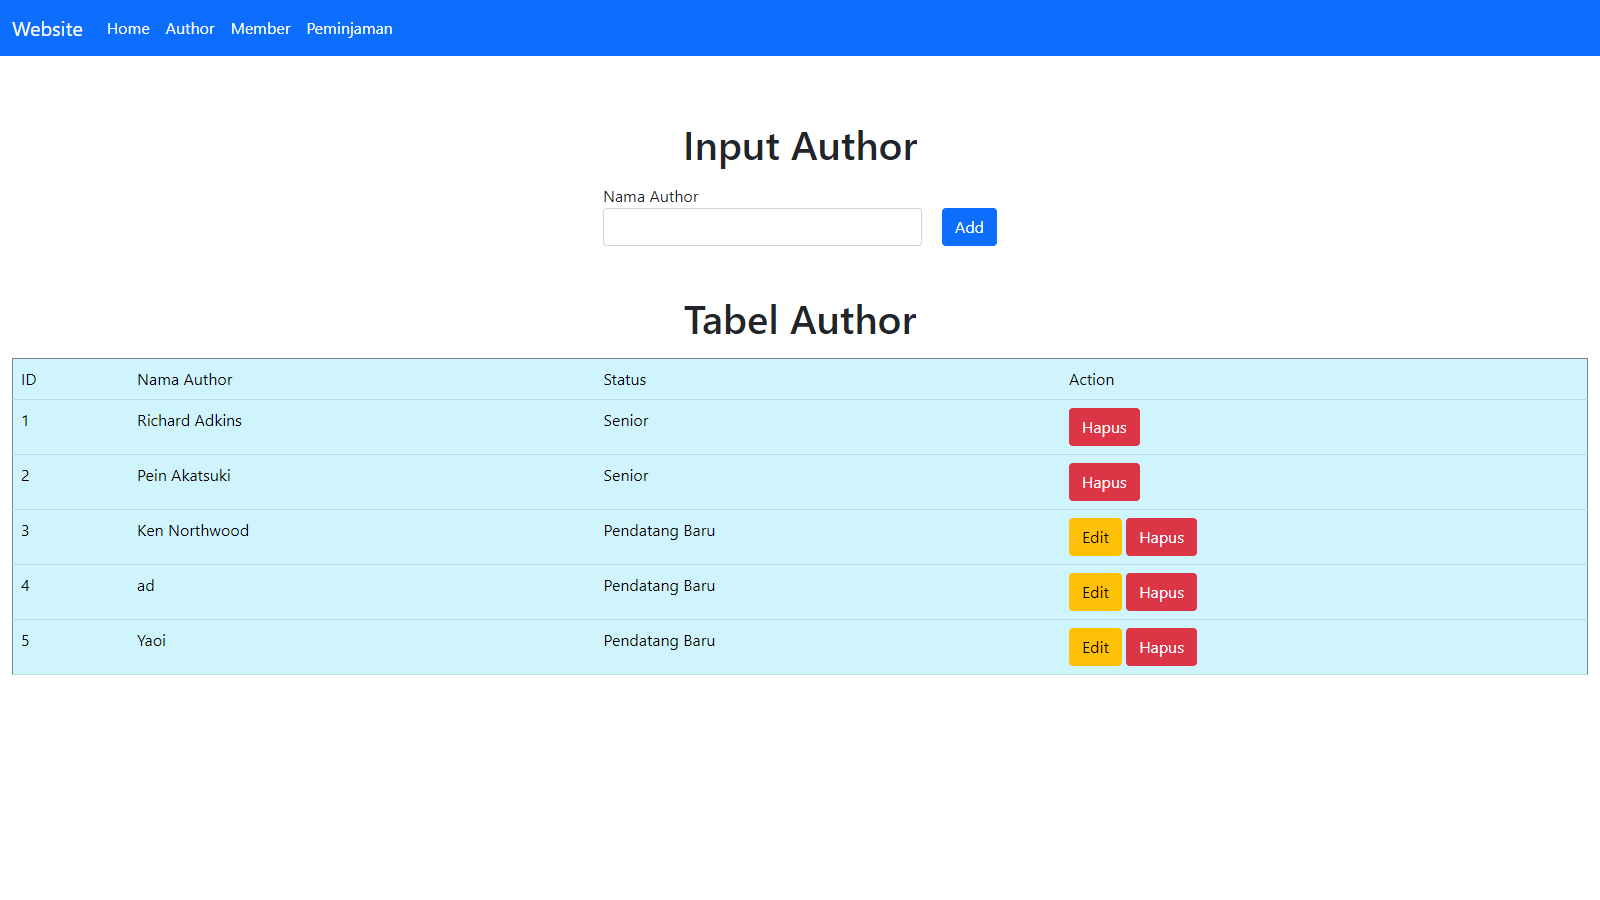 Website Home Author Member Peminjaman
Input Author
Nama Author
Add
Tabel Author
ID Nama Author Status Action
1 Richard Adkins Senior Hapus
2 Pein Akatsuki Senior Hapus
3 Ken Northwood Pendatang Baru Edit Hapus
4 ad Pendatang Baru Edit Hapus
5 Yaoi Pendatang Baru Edit Hapus